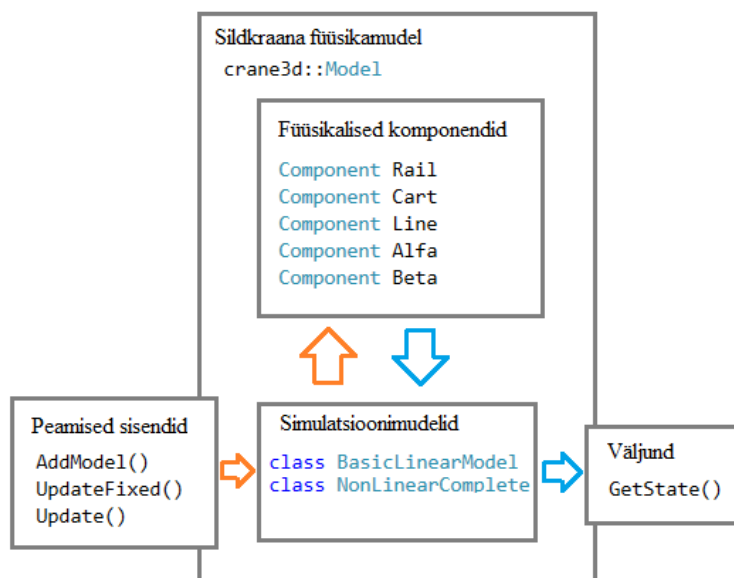 Sildkraana füüsikamudel
crane3d::Model
Füüsikalised komponendid
Component Rail
Component Cart
Component Line
Component Alfa
Component Beta
Peamised sisendid
AddModel()
UpdateFixed()
Update()
Simulatsioonimudelid
class BasicLinearModel
class NonLinearComplete
Väljund
GetState()